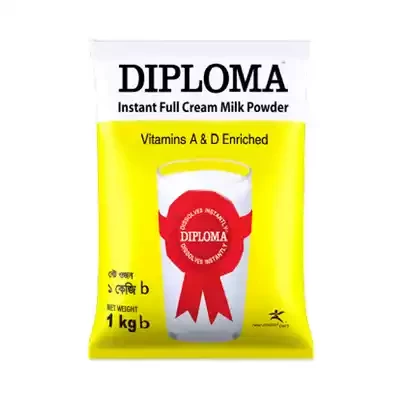 DIPLOMA
Instant Full Cream Milk Powder
Vitamins A & D Enriched
DISSOLVES INSTANTLY
DIPLOMA
DISSOLVES INSTANTLY
নেট ওজন
১ কেজি b
NET WEIGHT
1 kg b